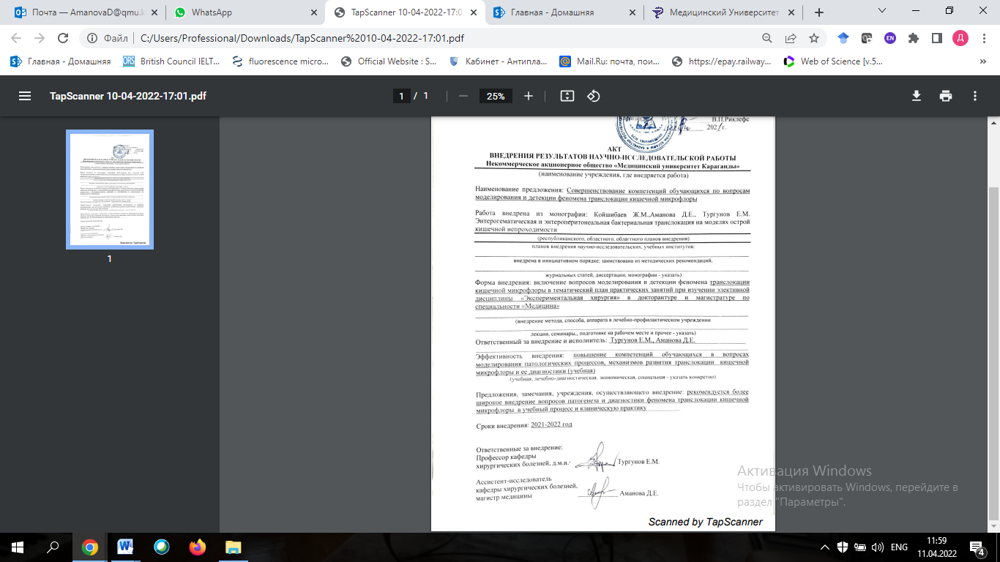 Почта — AmanovaD@qmu.k
WhatsApp
TapScanner 10-04-2022-17:0
Главная - Домашняя
Медицинский Университет
Файл
C:/Users/Professional/Downloads/TapScanner%2010-04-2022-17:01.pdf
EN
Д
Главная - Домашняя
ORS
British Council IELT...
fluorescence micro...
Official Website : S...
Кабинет - Антипла...
Mail.Ru: почта, пои...
https://epay.railway...
Web of Science [v.5...
»
TapScanner 10-04-2022-17:01.pdf
1 / 1
25%
1
В.П.Риклефс
2021г.
АКТ
ВНЕДРЕНИЯ РЕЗУЛЬТАТОВ НАУЧНО-ИССЛЕДОВАТЕЛЬСКОЙ РАБОТЫ
Некоммерческое акционерное общество «Медицинский университет Караганды»
(наименование учреждения, где внедряется работа)
Наименование предложения: Совершенствование компетенций обучающихся по вопросам
моделирования и детекции феномена транслокации кишечной микрофлоры
Работа внедрена из монографии: Койшибаев Ж.М.,Аманова Д.Е., Тургунов Е.М.
Энтерогематическая и энтероперитонеальная бактериальная транслокация на моделях острой
кишечной непроходимости
(республиканского, областного, областного планов внедрения)
планов внедрения научно-исследовательских, учебных институтов:
внедрена в инициативном порядке; заимствована из методических рекомендаций,
журнальных статей, диссертации, монографии - указать)
Форма внедрения: включение вопросов моделирования и детекции феномена транслокации
кишечной микрофлоры в тематический план практических занятий при изучении элективной
дисциплины «Экспериментальная хирургия» в докторантуре и магистратуре по
специальности «Медицина»
(внедрение метода, способа, аппарата в лечебно-профилактическом учреждении
лекции, семинары,, подготовке на рабочем месте и прочее - указать)
Ответственный за внедрение и исполнитель: Тургунов Е.М., Аманова Д.Е.
Эффективность внедрения: повышение компетенций обучающихся в вопросах
моделирования патологических процессов, механизмов развития транслокации кишечной
микрофлоры и ее диагностики (учебная)
(учебная, лечебно-диагностическая, экономическая, социальная - указать конкретно)
Предложения, замечания, учреждения, осуществляющего внедрение: рекомендуется более
широкое внедрение вопросов патогенеза и диагностики феномена транслокации кишечной
микрофлоры в учебный процесс и клиническую практику
Сроки внедрения: 2021-2022 год
Ответственные за внедрение:
Профессор кафедры
хирургических болезней, д.м.н. Тургунов Е.М.
Ассистент-исследователь
кафедры хирургических болезней,
магистр медицины Аманова Д.Е.
Scanned by TapScanner
Активация Windows
Чтобы активировать Windows, перейдите в
раздел "Параметры".
ENG
11:59
11.04.2022
4